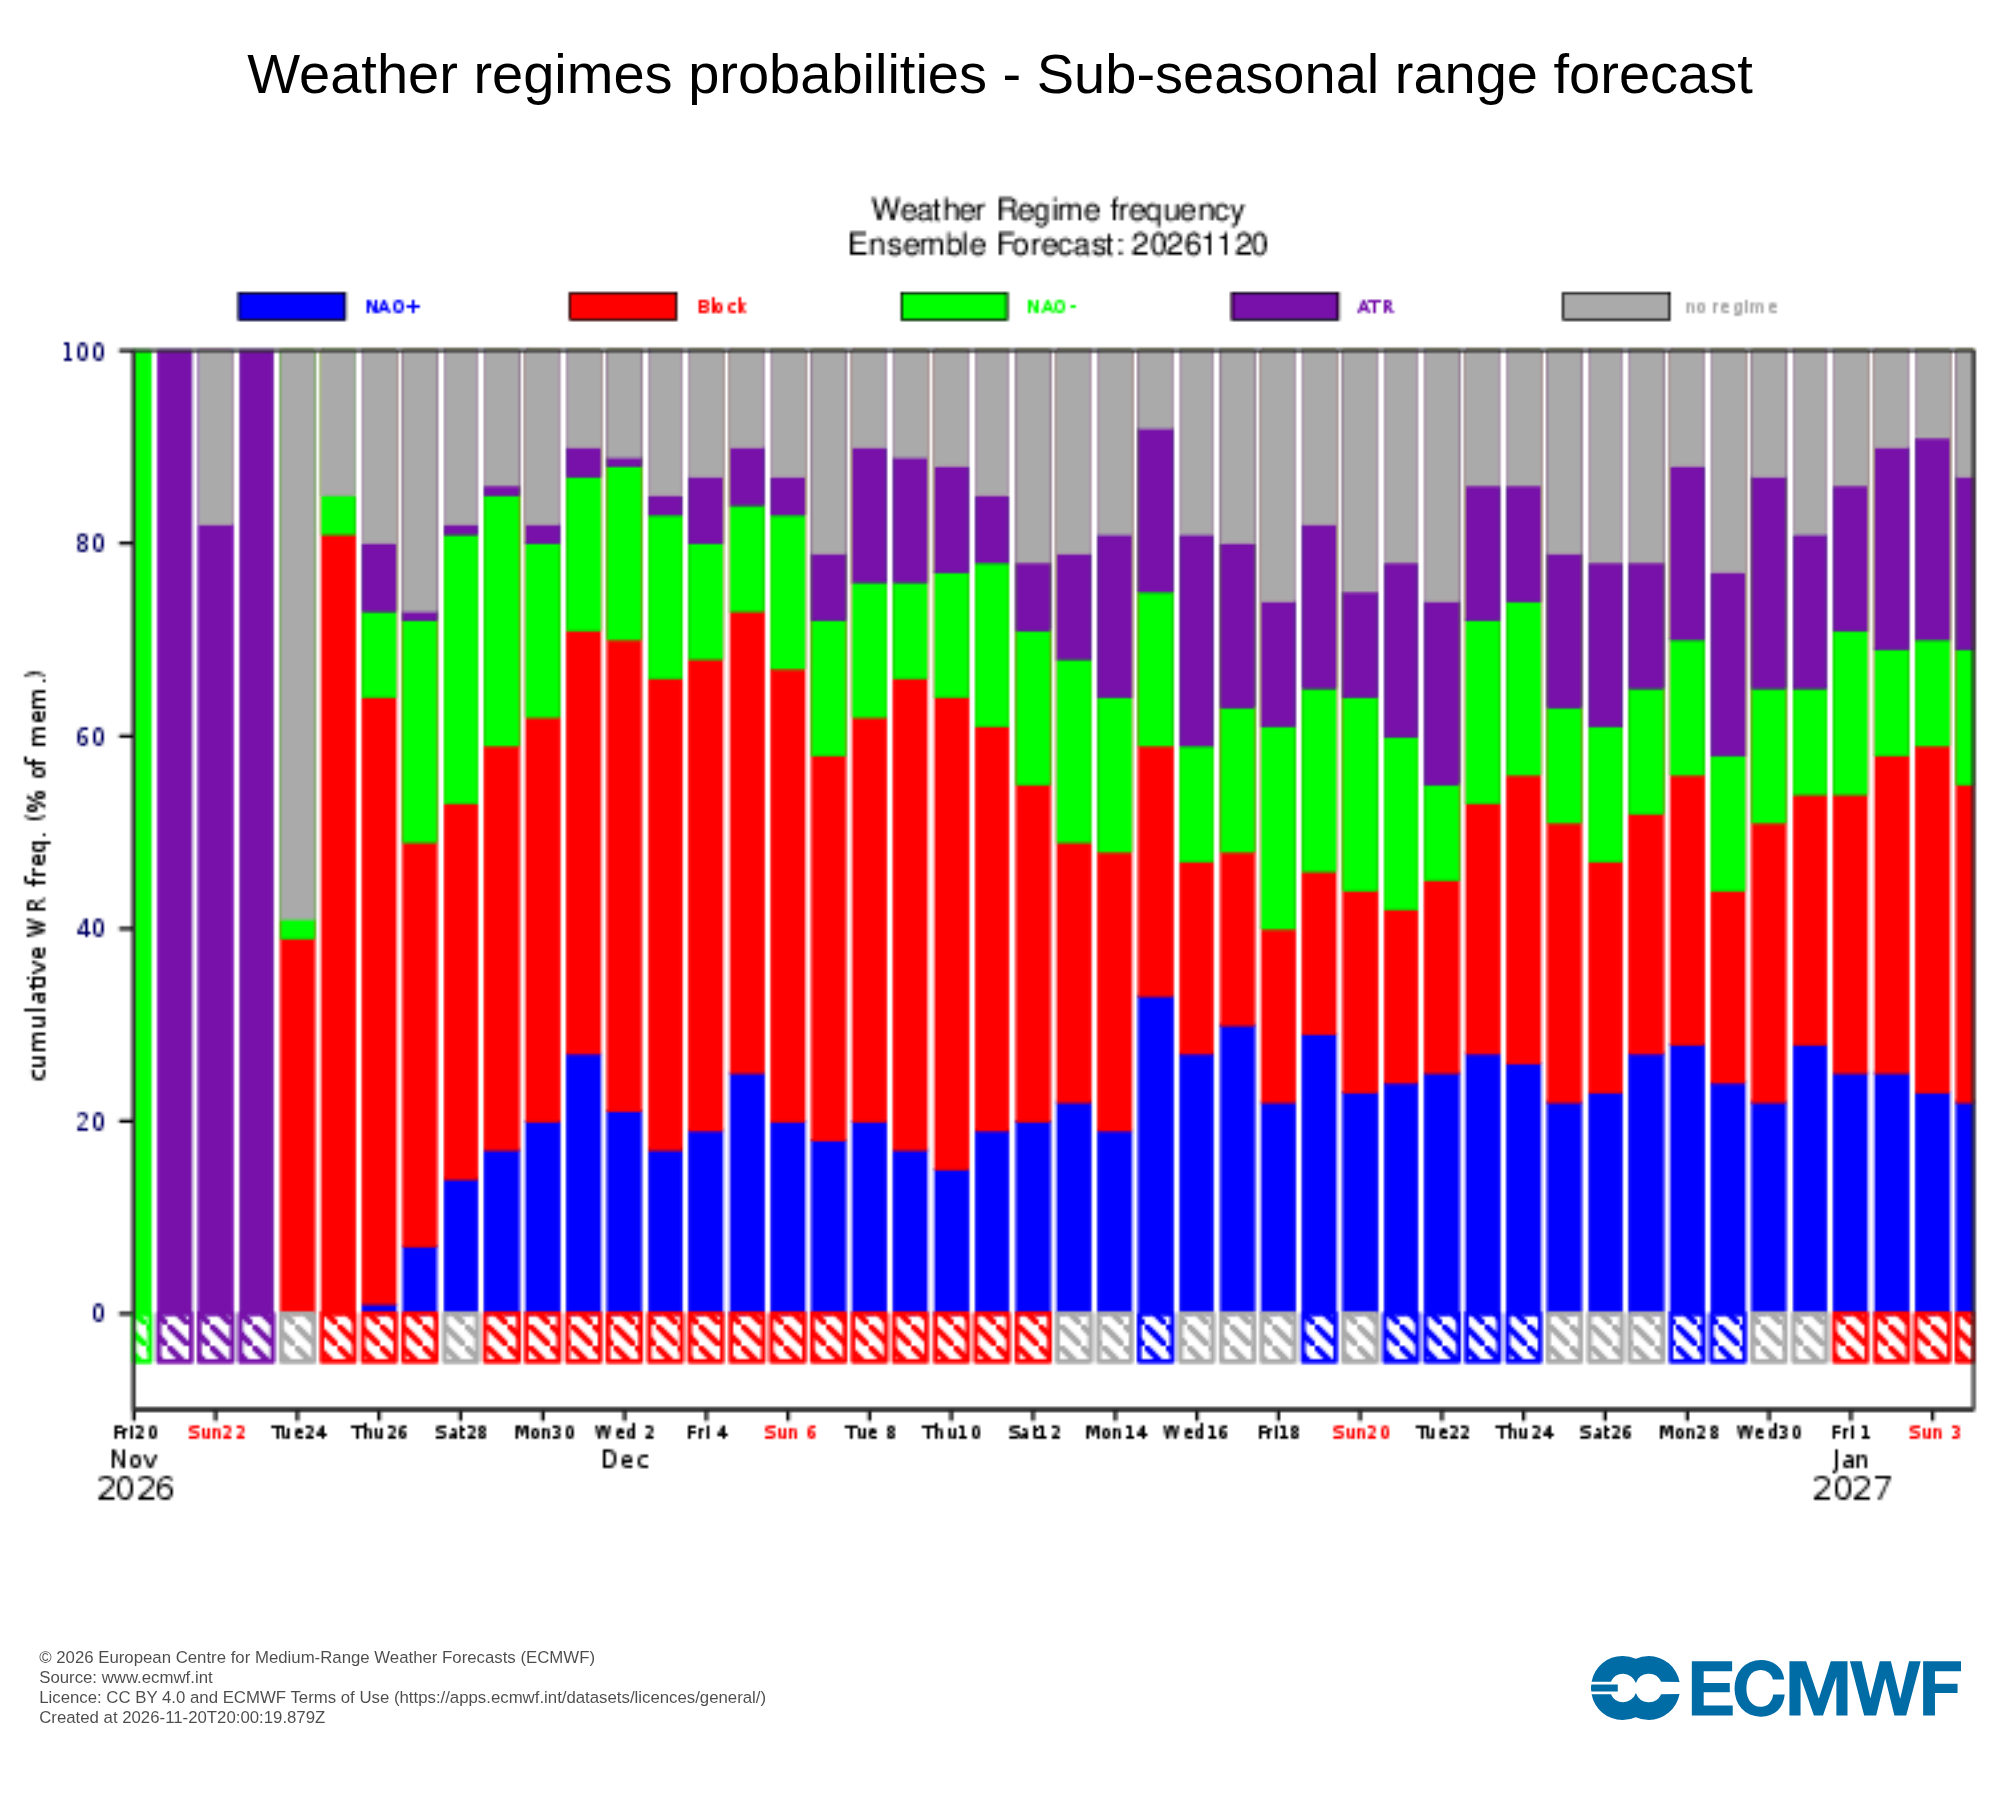 Weather regimes probabilities - Sub-seasonal range forecast
Weather Regime frequency
Ensemble Forecast: 20261120
NAO+ Block NAO- ATR no regime
cumulative WR freq. (% of mem.)
100
80
60
40
20
0
Fri20 Sun22 Tue24 Thu26 Sat28 Mon30 Wed 2 Fri 4 Sun 6 Tue 8 Thu10 Sat12 Mon14 Wed16 Fri18 Sun20 Tue22 Thu24 Sat26 Mon28 Wed30 Fri 1 Sun 3
Nov Dec Jan
2026 2027
© 2026 European Centre for Medium-Range Weather Forecasts (ECMWF)
Source: www.ecmwf.int
Licence: CC BY 4.0 and ECMWF Terms of Use (https://apps.ecmwf.int/datasets/licences/general/)
Created at 2026-11-20T20:00:19.879Z
ECMWF